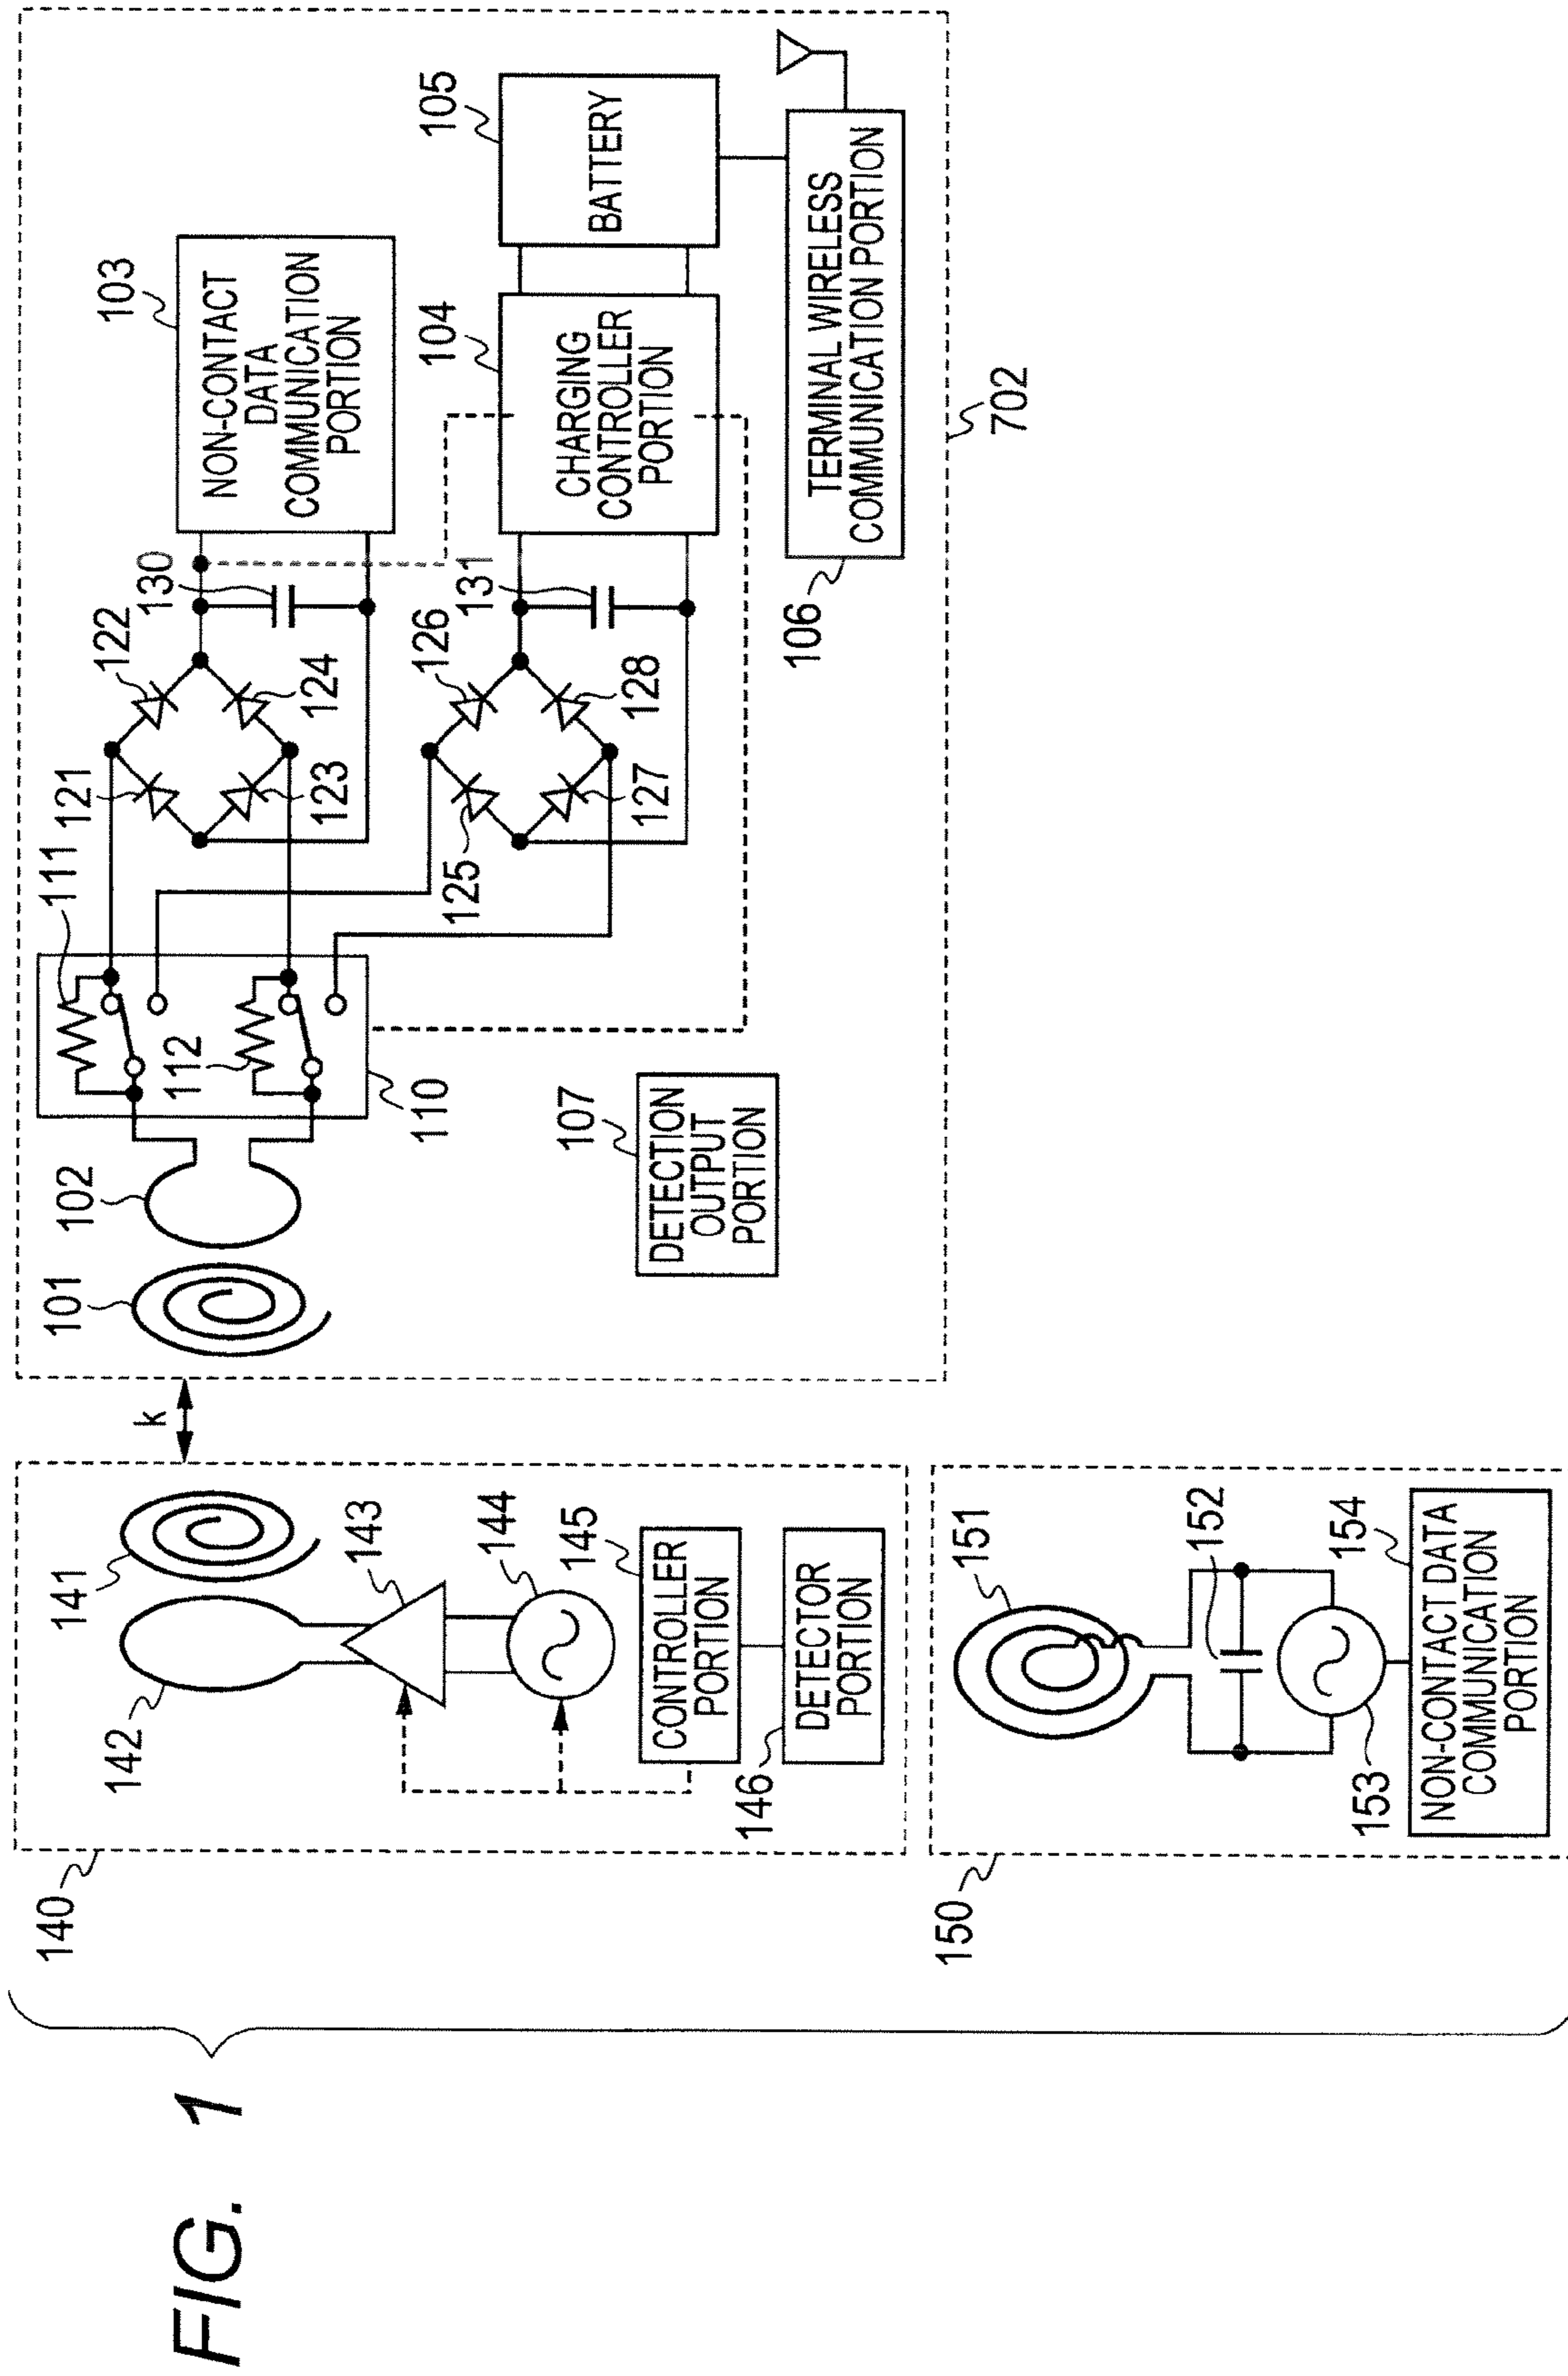 FIG. 1
140
142
141
143
144
145
CONTROLLER
PORTION
146
DETECTOR
PORTION
k
150
151
152
153
154
NON-CONTACT DATA
COMMUNICATION
PORTION
101
102
110
111
112
107
DETECTION
OUTPUT
PORTION
121
122
123
124
130
103
NON-CONTACT
DATA
COMMUNICATION
PORTION
125
126
127
128
131
104
CHARGING
CONTROLLER
PORTION
105
BATTERY
106
TERMINAL WIRELESS
COMMUNICATION PORTION
702